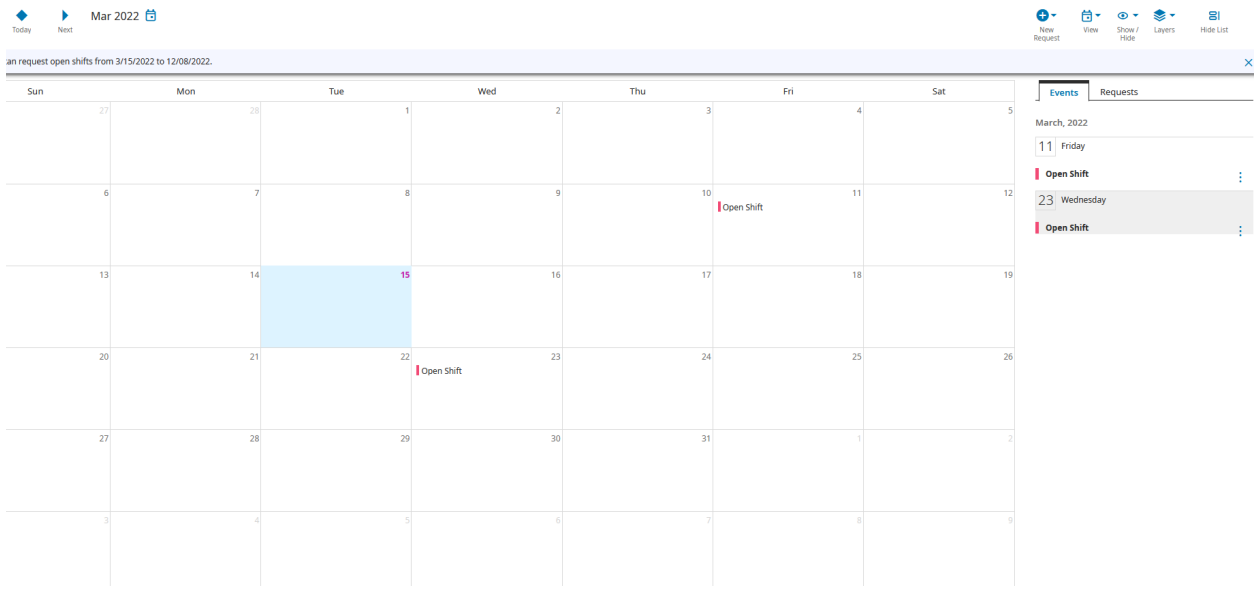 Mar 2022
Today
Next
New Request
View
Show / Hide
Layers
Hide List
an request open shifts from 3/15/2022 to 12/08/2022.
Sun Mon Tue Wed Thu Fri Sat
27 28 1 2 3 4 5
6 7 8 9 10 11 12
Open Shift
13 14 15 16 17 18 19
20 21 22 23 24 25 26
Open Shift
27 28 29 30 31 1 2
3 4 5 6 7 8 9
Events Requests
March, 2022
11 Friday
Open Shift
23 Wednesday
Open Shift